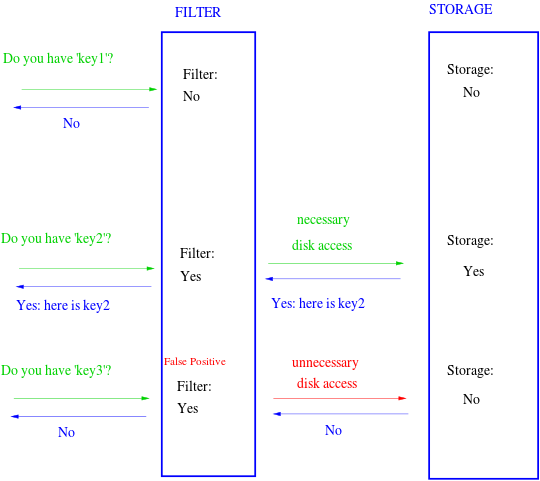 FILTER
STORAGE
Do you have 'key1'?
Filter:
No
Storage:
No
No
Do you have 'key2'?
Filter:
Yes
necessary
disk access
Storage:
Yes
Yes: here is key2
Yes: here is key2
Do you have 'key3'?
False Positive
Filter:
Yes
unnecessary
disk access
Storage:
No
No
No